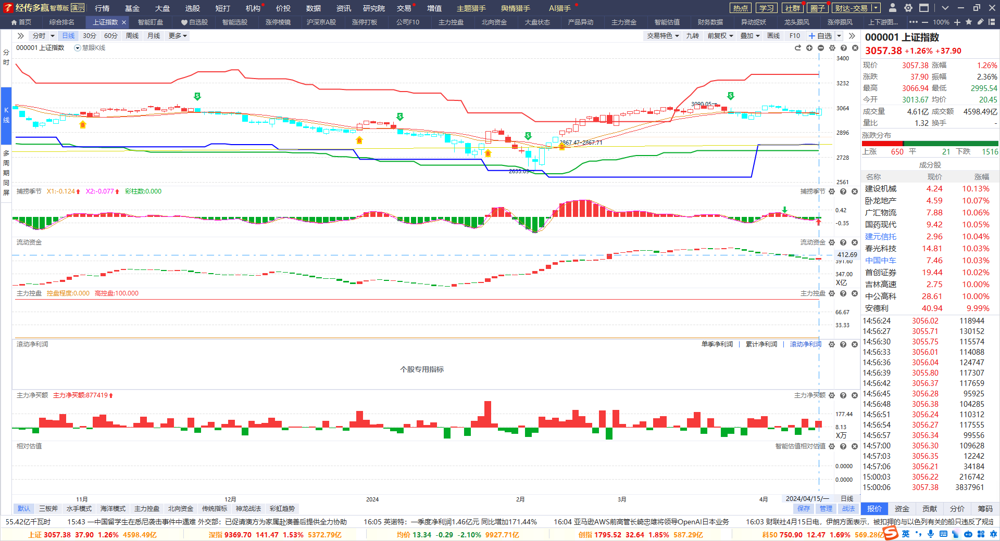 经传多赢 智尊版 演示 行情 基金 大盘 选股 短打 机构 价投 数据 资讯 研究院 交易 增值 主题猎手 舆情猎手 AI猎手 热点 学习 社群 圈子 财达-交易
首页 综合排名 上证指数 智能盯盘 自选股 智能选股 涨停棱镜 沪深京A股 涨停打板 公司F10 主力控盘 北向资金 大盘状态 产品异动 主力资金 智能估值 财务数据 异动捉妖 龙头跟风 涨停跟风 上下游图... 100%
分时 日线 30分 60分 周线 月线 更多 交易特色 九转 前复权 叠加 画线 F10 自选
分时
K线
多周期同屏
000001 上证指数 慧眼K线
3400
3232
3064
2896
2728
2561
3090.05
2867.47-2867.71
2635.09
S S S S
B B B B
捕捞季节 X1:-0.124 X2:-0.077 彩柱数:0.000 捕捞季节
0.42
-0.35
流动资金 流动资金
412.69
391.60
347.00
X亿
主力控盘 控盘程度:0.000 高控盘:100.000 主力控盘
66.67
33.33
滚动净利润 单季净利润 | 累计净利润 | 滚动净利润
个股专用指标
主力净买额 主力净买额:877419 主力净买额
177.44
8.13
X万
相对估值 智能估值相对估值
0.0000
0.0000
11月 12月 2024 2月 3月 4月 2024/04/15/一 日线
默认 三板斧 水手模式 海洋模式 主力控盘 北向资金 传统指标 神龙战法 彩虹趋势 保存 管理 战法
000001 上证指数
3057.38 +1.26% +37.90
现价 3057.38 涨幅 1.26%
涨跌 37.90 振幅 2.36%
最高 3066.94 最低 2995.54
今开 3013.67 均价 20.45
成交量 4.61亿 成交额 4598.49亿
量比 1.32 换手 -
涨跌分布
上涨 650 平 21 下跌 1516
成分股
名称 现价 涨幅
建设机械 4.24 10.13%
卧龙地产 4.59 10.07%
广汇物流 7.88 10.06%
国药现代 9.42 10.05%
建元信托 2.96 10.04%
春光科技 14.81 10.03%
中国中车 7.46 10.03%
首创证券 19.44 10.02%
吉林高速 2.75 10.00%
中公高科 28.61 10.00%
安德利 40.94 9.99%
14:56:24 3056.02 118944
14:56:27 3055.71 130152
14:56:30 3055.75 115574
14:56:33 3056.01 114088
14:56:36 3056.04 124747
14:56:39 3055.80 117307
14:56:42 3056.37 117659
14:56:45 3056.28 95925
14:56:48 3056.38 104285
14:56:51 3056.24 110312
14:56:54 3056.27 117555
14:56:57 3056.34 99556
14:57:00 3056.30 109628
14:57:03 3056.35 12242
14:57:06 3056.21 34184
15:00:03 3056.22 216742
15:00:06 3057.38 3837961
报价 资金 贡献 分价 筹码
55.42亿千瓦时 15:43 一中国留学生在悉尼袭击事件中遇难 外交部：已促请澳方为家属赴澳善后提供全力协助 16:05 英诺特：一季度净利润1.46亿元 同比增加171.44% 16:04 亚马逊AWS前高管长崎忠雄将领导OpenAI日本业务 16:03 财联社4月15日电，伊朗方面表示，被扣押的与以色列有关的船只违反了规定
上证 3057.38 37.90 1.26% 4598.49亿 深指 9369.70 141.47 1.53% 5372.79亿 均价 13.34 -0.29 -2.10% 9927.71亿 创指 1795.52 32.64 1.85% 587.29亿 科50 750.90 12.47 1.69% 569.28亿 英